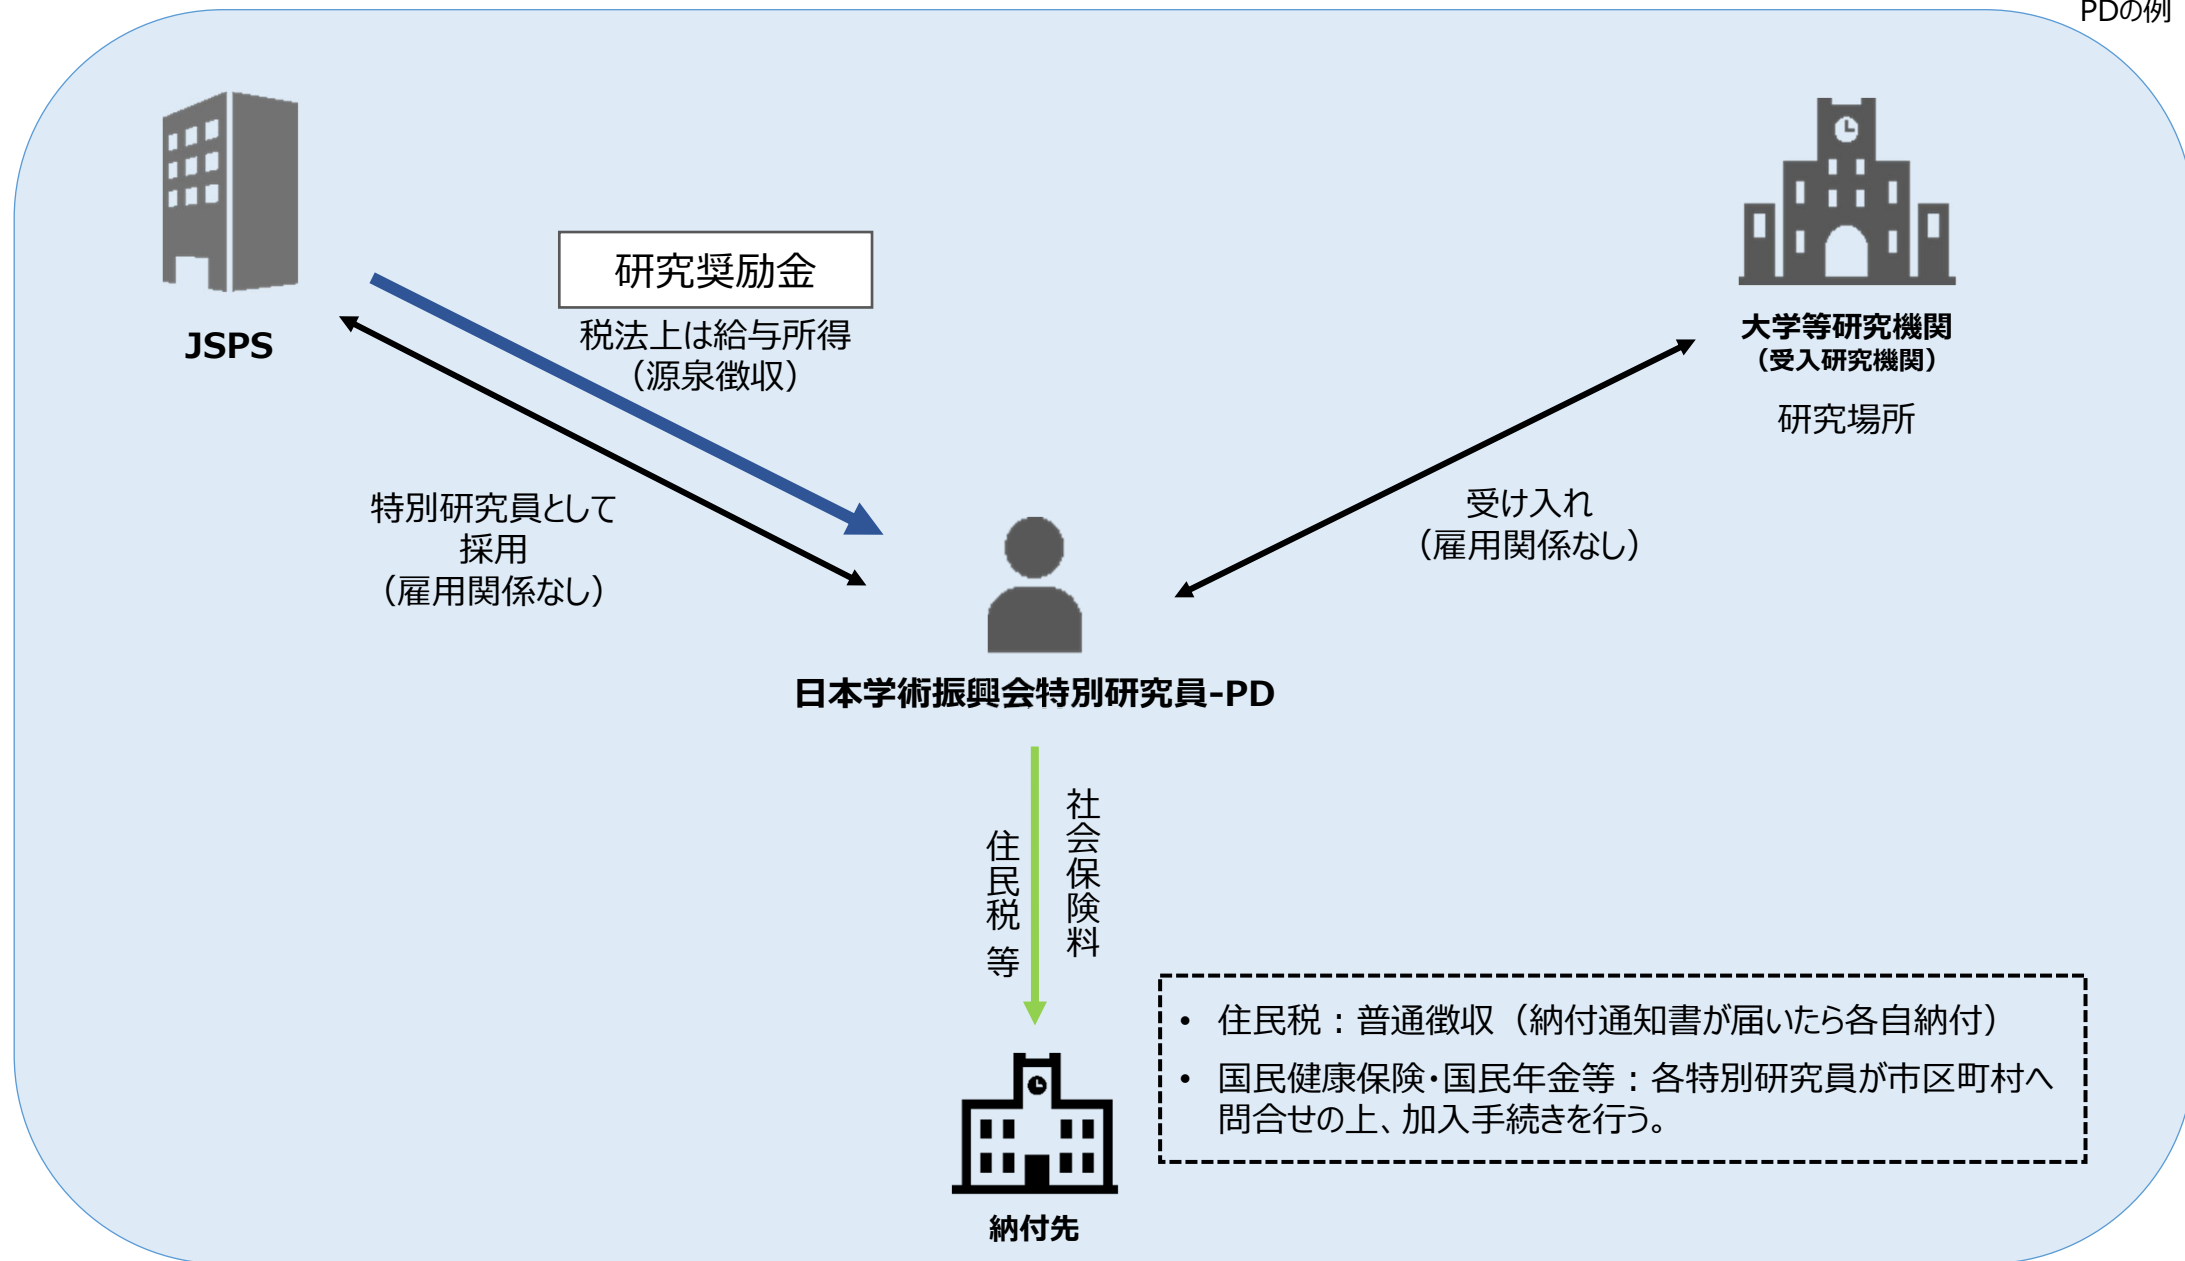 PDの例
JSPS
研究奨励金
税法上は給与所得
（源泉徴収）
大学等研究機関
（受入研究機関）
研究場所
特別研究員として
採用
（雇用関係なし）
受け入れ
（雇用関係なし）
日本学術振興会特別研究員-PD
住民税 等
社会保険料
• 住民税：普通徴収（納付通知書が届いたら各自納付）
• 国民健康保険・国民年金等：各特別研究員が市区町村へ
問合せの上、加入手続きを行う。
納付先